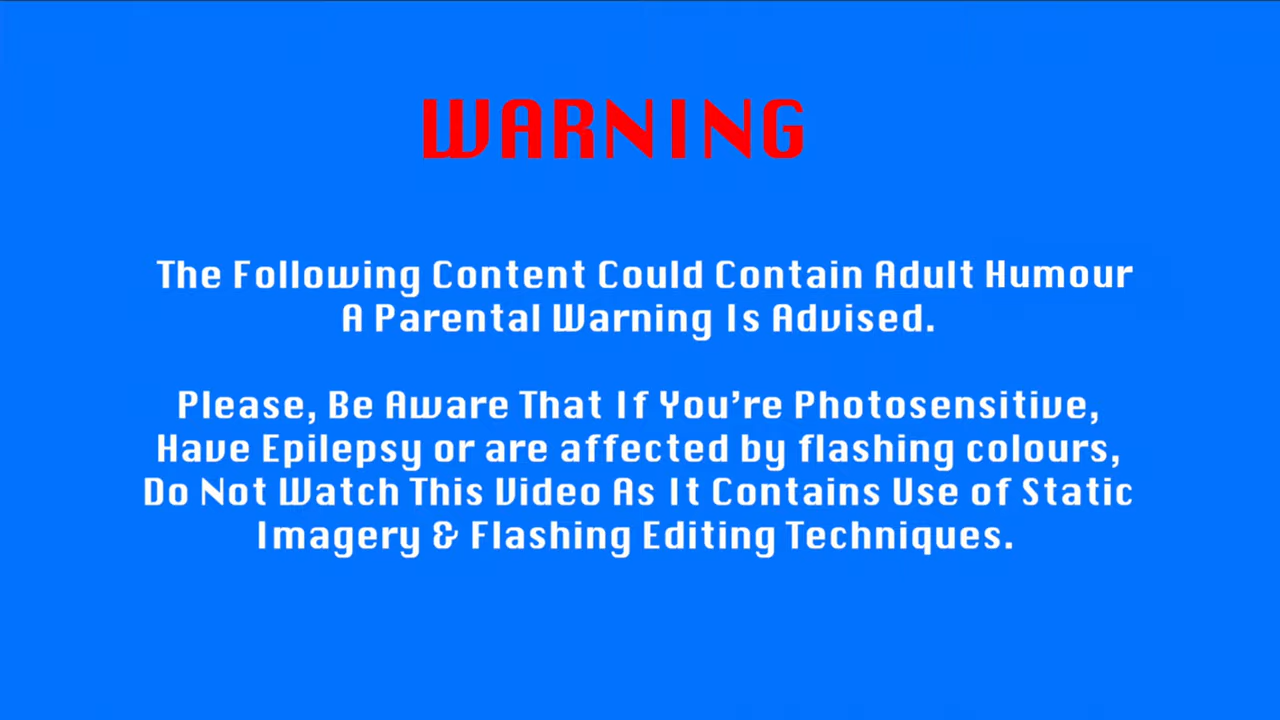 WARNING
The Following Content Could Contain Adult Humour
A Parental Warning Is Advised.
Please, Be Aware That If You’re Photosensitive,
Have Epilepsy or are affected by flashing colours,
Do Not Watch This Video As It Contains Use of Static
Imagery & Flashing Editing Techniques.